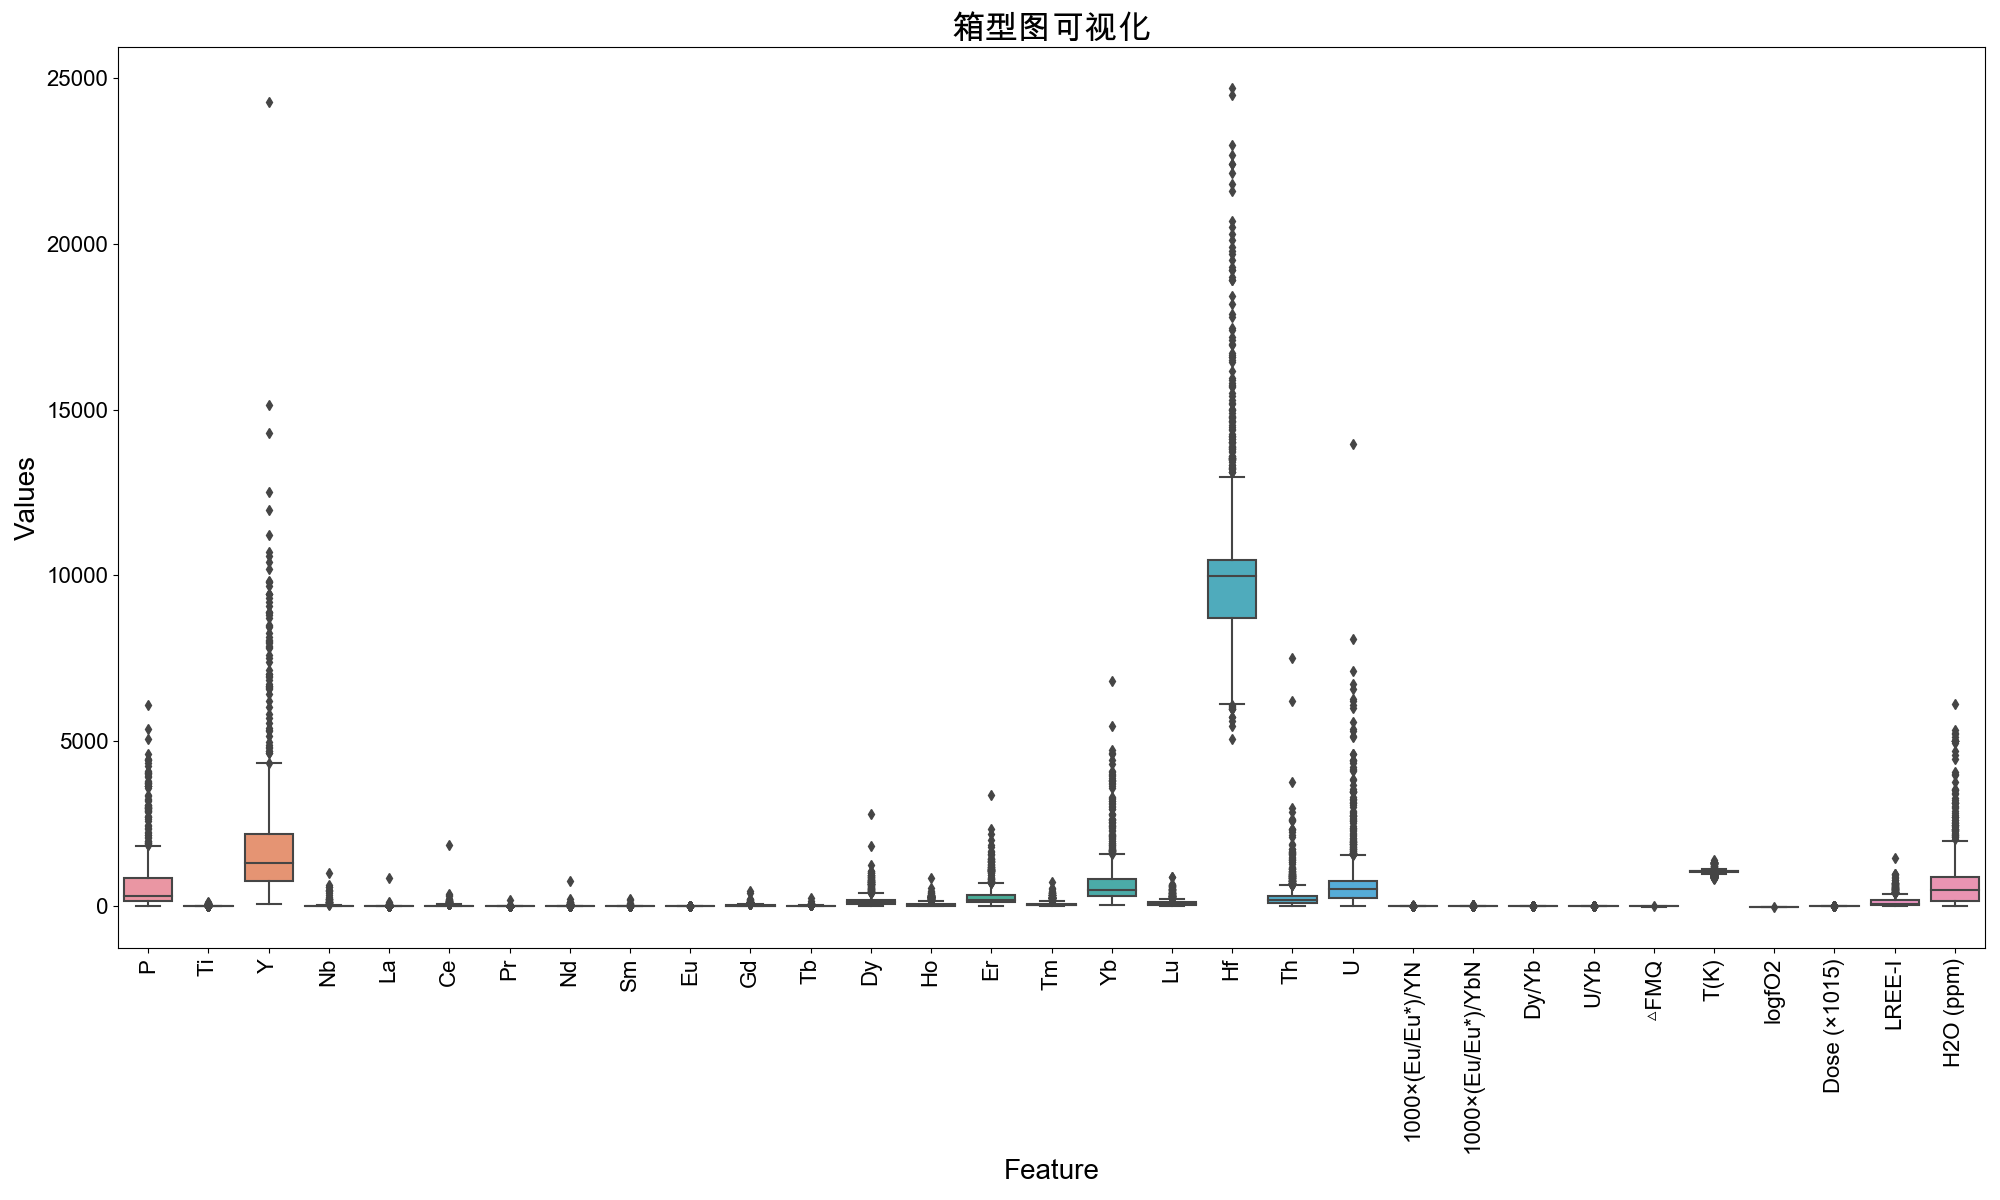 箱型图可视化
Values
25000
20000
15000
10000
5000
0
P
Ti
Y
Nb
La
Ce
Pr
Nd
Sm
Eu
Gd
Tb
Dy
Ho
Er
Tm
Yb
Lu
Hf
Th
U
1000×(Eu/Eu*)/YN
1000×(Eu/Eu*)/YbN
Dy/Yb
U/Yb
△FMQ
T(K)
logfO2
Dose (×1015)
LREE-I
H2O (ppm)
Feature